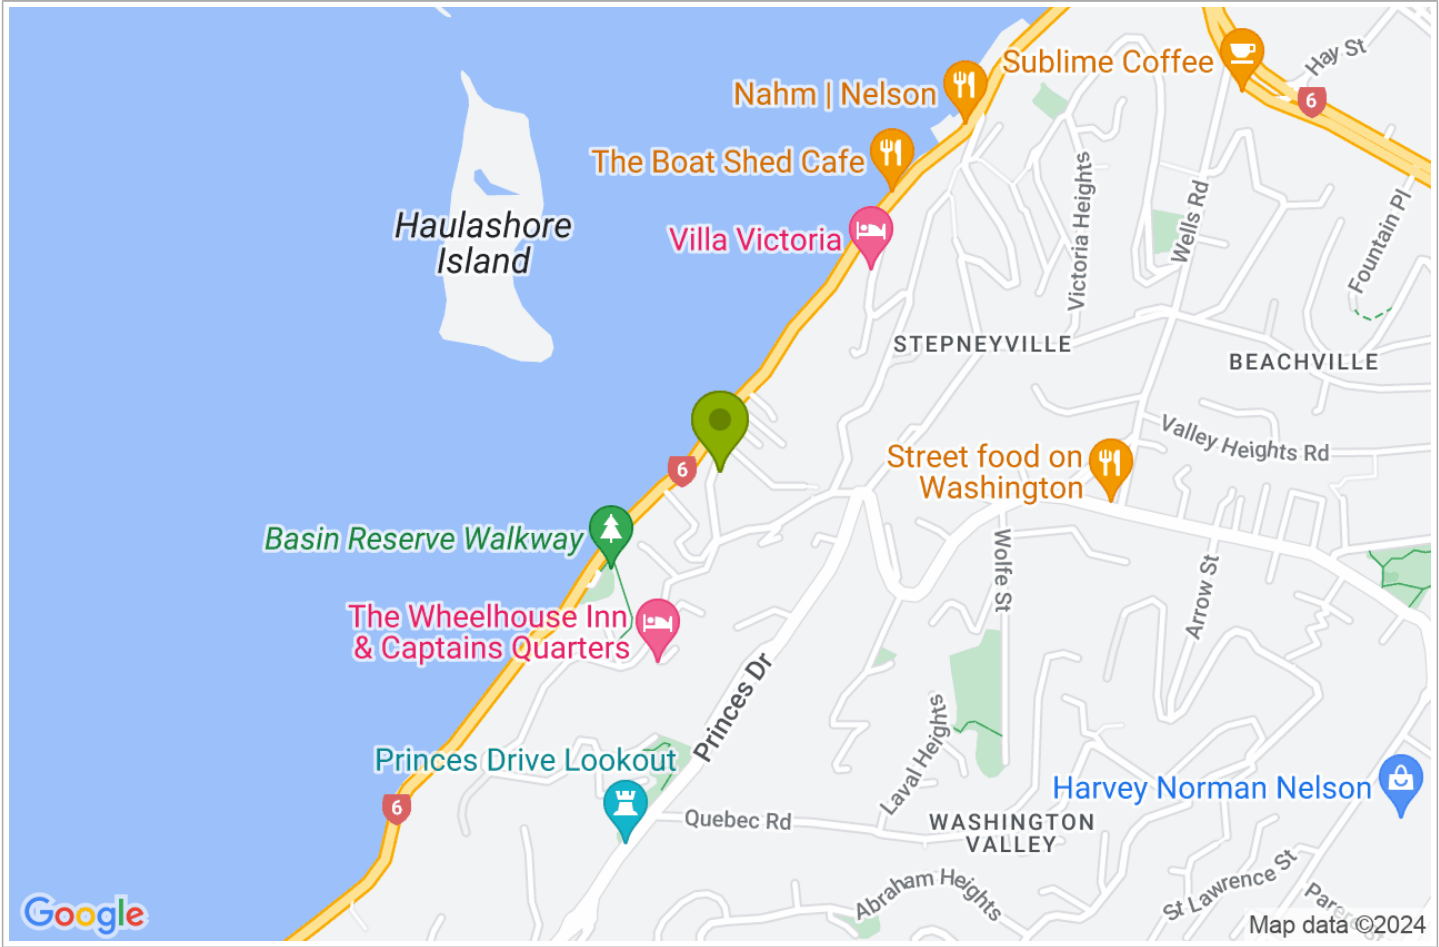 Sublime Coffee
Hay St
6
Nahm | Nelson
The Boat Shed Cafe
Victoria Heights
Wells Rd
Fountain Pl
Haulashore
Island
Villa Victoria
STEPNEYVILLE
BEACHVILLE
Valley Heights Rd
6
Street food on
Washington
Basin Reserve Walkway
Wolfe St
Arrow St
The Wheelhouse Inn
& Captains Quarters
Princes Dr
Laval Heights
Princes Drive Lookout
6
Harvey Norman Nelson
Quebec Rd
WASHINGTON
VALLEY
Abraham Heights
St Lawrence St
Google
Map data ©2024